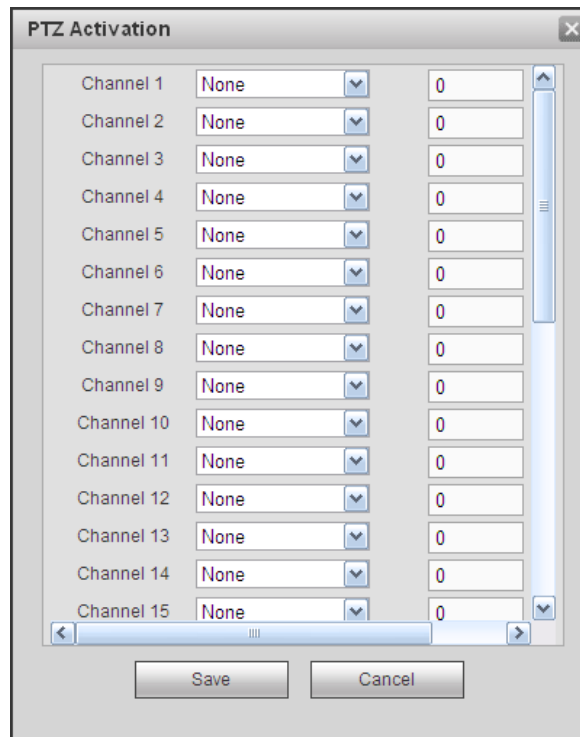 PTZ Activation
Channel 1 None 0
Channel 2 None 0
Channel 3 None 0
Channel 4 None 0
Channel 5 None 0
Channel 6 None 0
Channel 7 None 0
Channel 8 None 0
Channel 9 None 0
Channel 10 None 0
Channel 11 None 0
Channel 12 None 0
Channel 13 None 0
Channel 14 None 0
Channel 15 None 0
Save Cancel